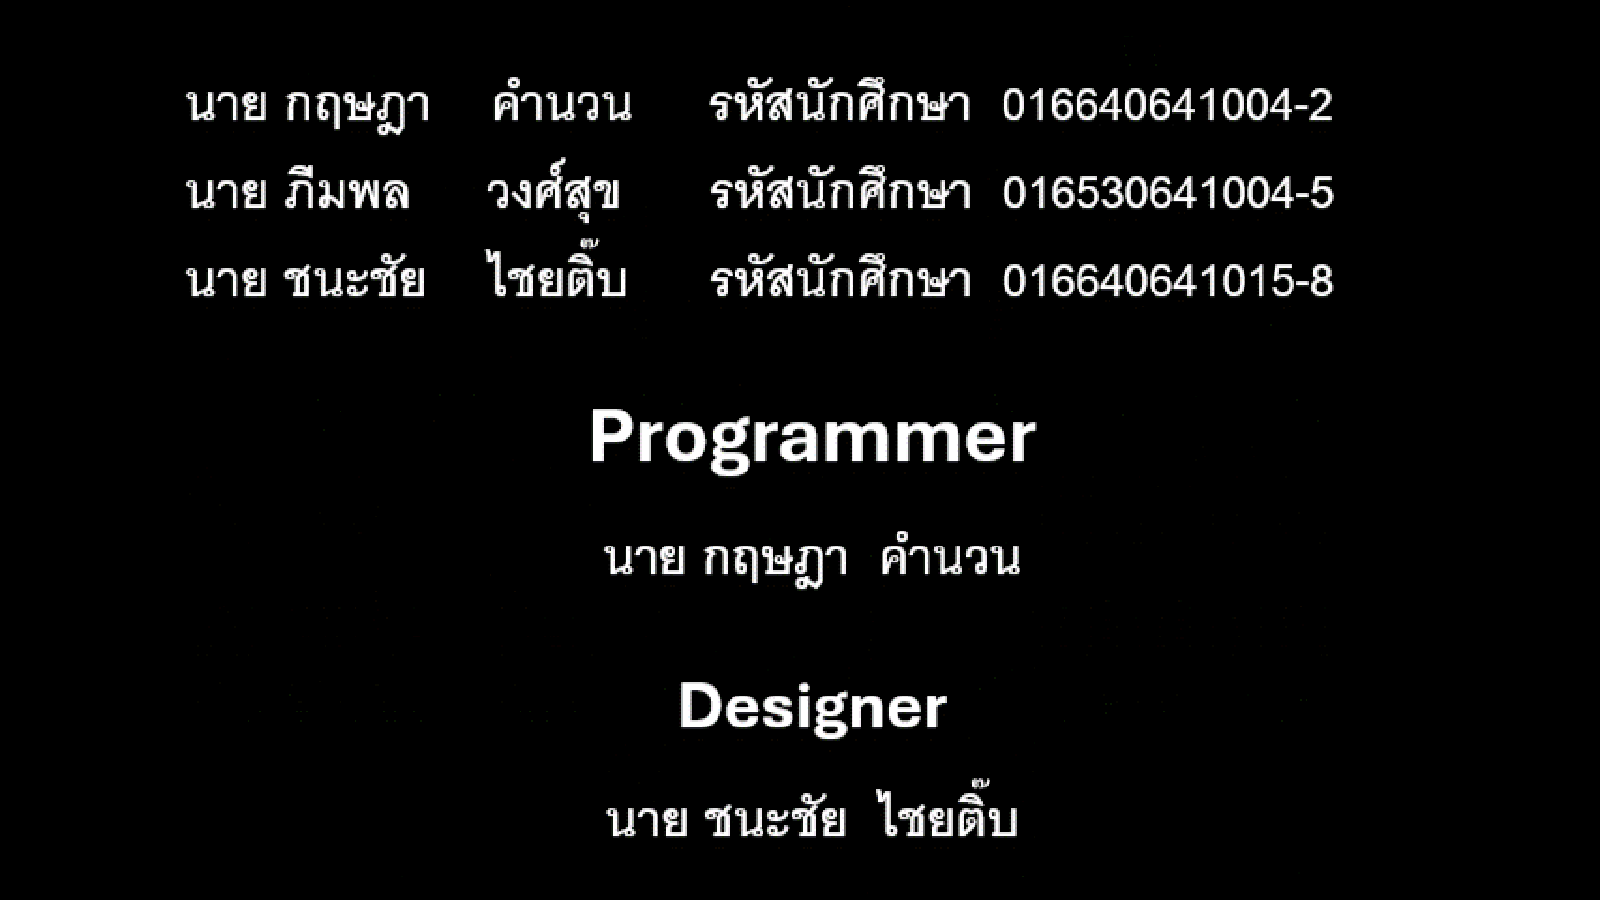 นาย กฤษฎา คำนวน รหัสนักศึกษา 016640641004-2
นาย ภีมพล วงศ์สุข รหัสนักศึกษา 016530641004-5
นาย ชนะชัย ไชยติ๊บ รหัสนักศึกษา 016640641015-8
Programmer
นาย กฤษฎา คำนวน
Designer
นาย ชนะชัย ไชยติ๊บ